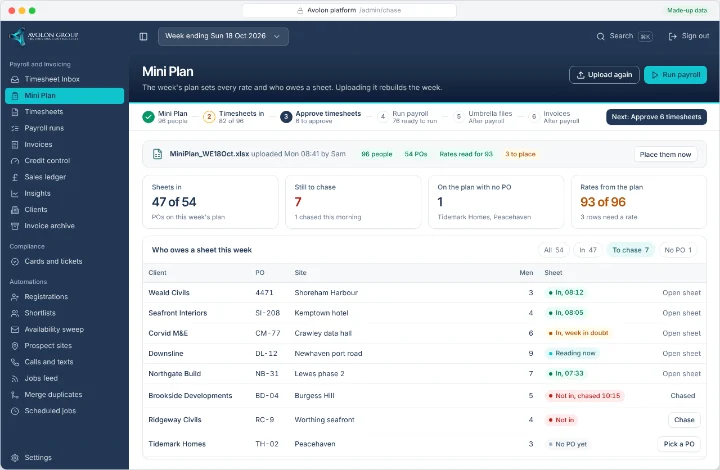 Avolon platform /admin/chase
Made-up data
AVOLON GROUP
Week ending Sun 18 Oct 2026
Search ⌘K
Sign out
Payroll and Invoicing
Timesheet Inbox
Mini Plan
Timesheets
Payroll runs
Invoices
Credit control
Sales ledger
Insights
Clients
Invoice archive
Compliance
Cards and tickets
Automations
Registrations
Shortlists
Availability sweep
Prospect sites
Calls and texts
Jobs feed
Merge duplicates
Scheduled jobs
Settings
Mini Plan
The week's plan sets every rate and who owes a sheet. Uploading it rebuilds the week.
Upload again
Run payroll
Mini Plan
96 people
2 Timesheets in
82 of 96
3 Approve timesheets
6 to approve
4 Run payroll
76 ready to run
5 Umbrella files
After payroll
6 Invoices
After payroll
Next: Approve 6 timesheets
MiniPlan_WE18Oct.xlsx uploaded Mon 08:41 by Sam
96 people
54 POs
Rates read for 93
3 to place
Place them now
Sheets in
47 of 54
POs on this week's plan
Still to chase
7
1 chased this morning
On the plan with no PO
1
Tidemark Homes, Peacehaven
Rates from the plan
93 of 96
3 rows need a rate
Who owes a sheet this week
All 54
In 47
To chase 7
No PO 1
Client PO Site Men Sheet
Weald Civils 4471 Shoreham Harbour 3 In, 08:12 Open sheet
Seafront Interiors SI-208 Kemptown hotel 4 In, 08:05 Open sheet
Corvid M&E CM-77 Crawley data hall 6 In, week in doubt Open sheet
Downsline DL-12 Newhaven port road 9 Reading now Open sheet
Northgate Build NB-31 Lewes phase 2 7 In, 07:33 Open sheet
Brookside Developments BD-04 Burgess Hill 5 Not in, chased 10:15 Chased
Ridgeway Civils RC-9 Worthing seafront 4 Not in Chase
Tidemark Homes TH-02 Peacehaven 3 No PO yet Pick a PO